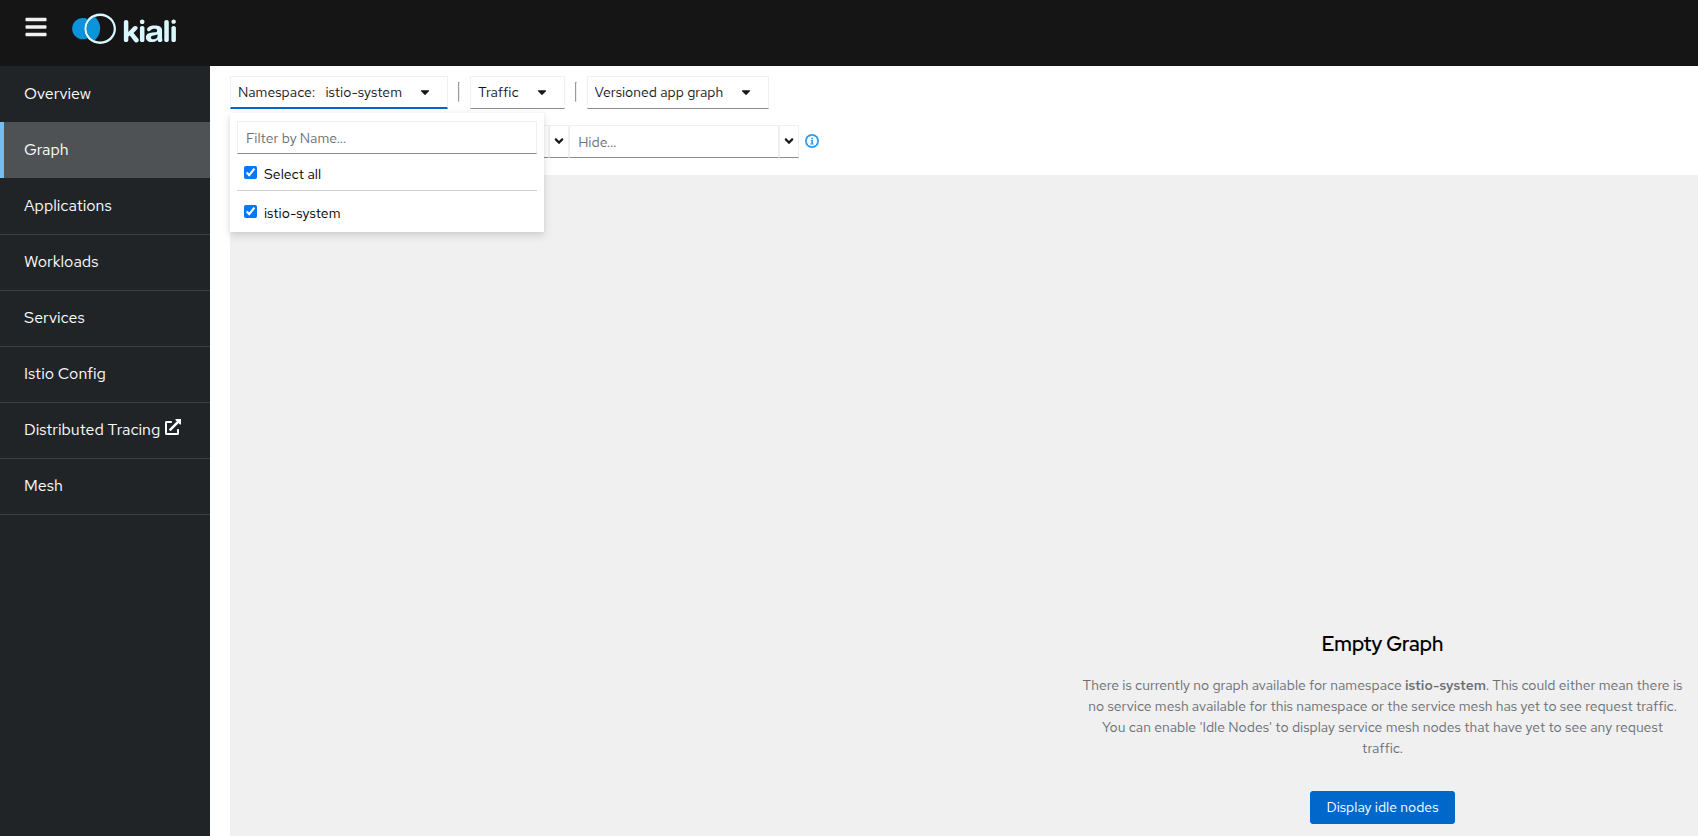 kiali
Overview
Graph
Applications
Workloads
Services
Istio Config
Distributed Tracing
Mesh
Namespace: istio-system
Traffic
Versioned app graph
Filter by Name...
Hide...
Select all
istio-system
Empty Graph
There is currently no graph available for namespace istio-system. This could either mean there is
no service mesh available for this namespace or the service mesh has yet to see request traffic.
You can enable 'Idle Nodes' to display service mesh nodes that have yet to see any request
traffic.
Display idle nodes